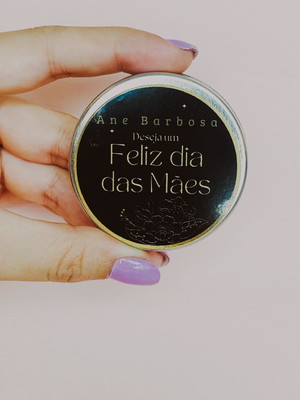 Ane Barbosa
Deseja um
Feliz dia
das Mães